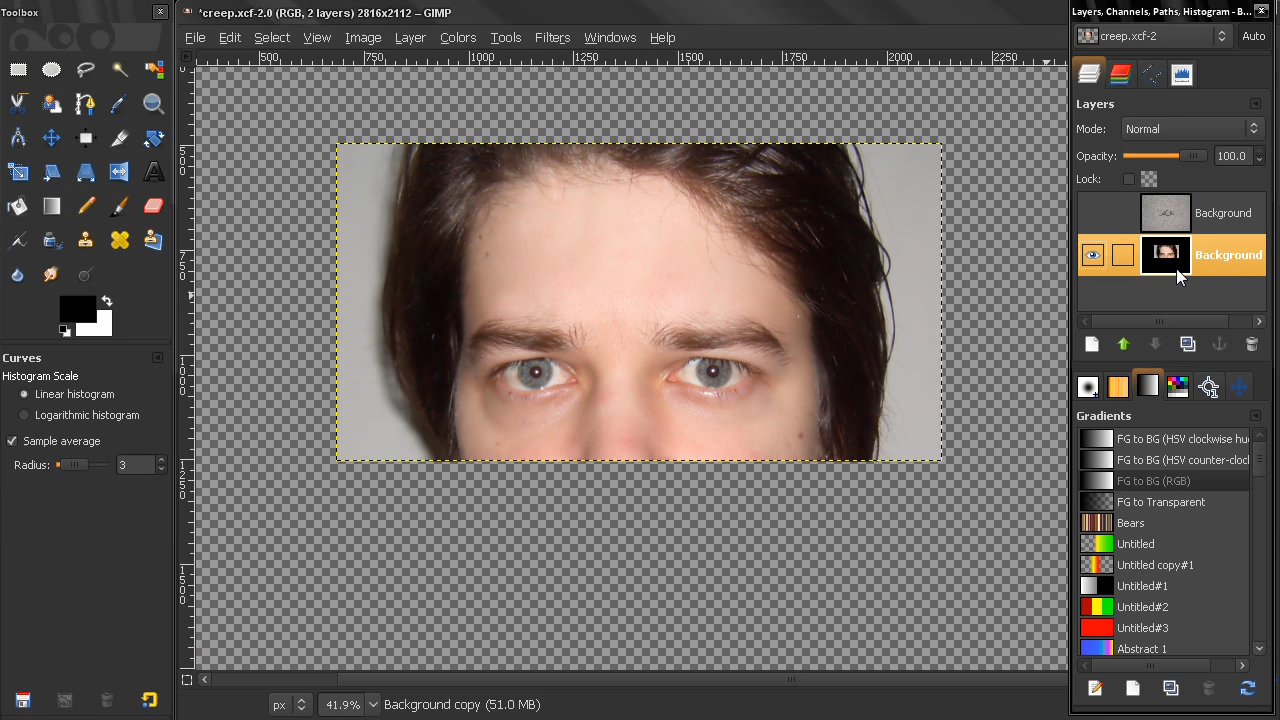 Toolbox
*creep.xcf-2.0 (RGB, 2 layers) 2816x2112 – GIMP
Layers, Channels, Paths, Histogram - B...
File Edit Select View Image Layer Colors Tools Filters Windows Help
creep.xcf-2
Auto
500 750 1000 1250 1500 1750 2000 2250
Layers
Mode: Normal
Opacity: 100.0
Lock:
Background
Background
500
750
1000
1250
1500
Curves
Histogram Scale
Linear histogram
Logarithmic histogram
Sample average
Radius: 3
Gradients
FG to BG (HSV clockwise hu
FG to BG (HSV counter-cloc
FG to BG (RGB)
FG to Transparent
Bears
Untitled
Untitled copy#1
Untitled#1
Untitled#2
Untitled#3
Abstract 1
px 41.9% Background copy (51.0 MB)